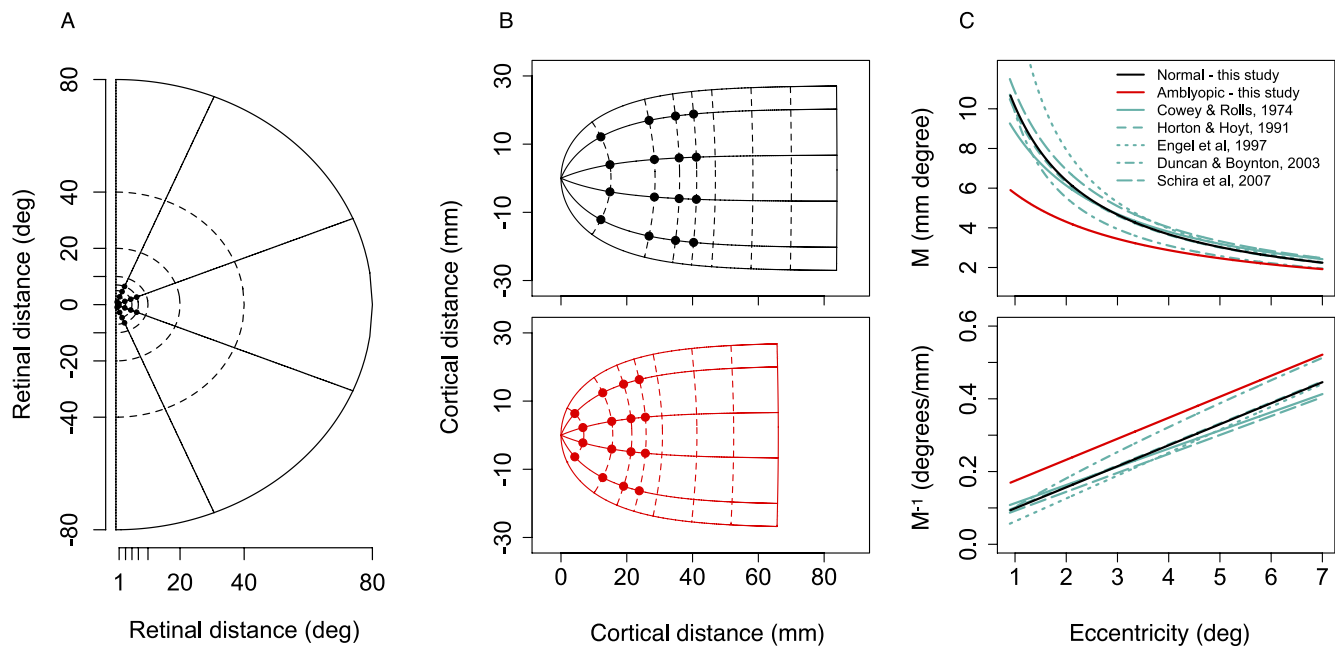 A
Retinal distance (deg)
80
40
20
0
-20
-40
-80
1 20 40 80
Retinal distance (deg)
B
Cortical distance (mm)
30
10
-10
-30
30
10
-10
-30
0 20 40 60 80
Cortical distance (mm)
C
M (mm degree)
10
8
6
4
2
Normal - this study
Amblyopic - this study
Cowey & Rolls, 1974
Horton & Hoyt, 1991
Engel et al, 1997
Duncan & Boynton, 2003
Schira et al, 2007
M-1 (degrees/mm)
0.6
0.4
0.2
0.0
1 2 3 4 5 6 7
Eccentricity (deg)